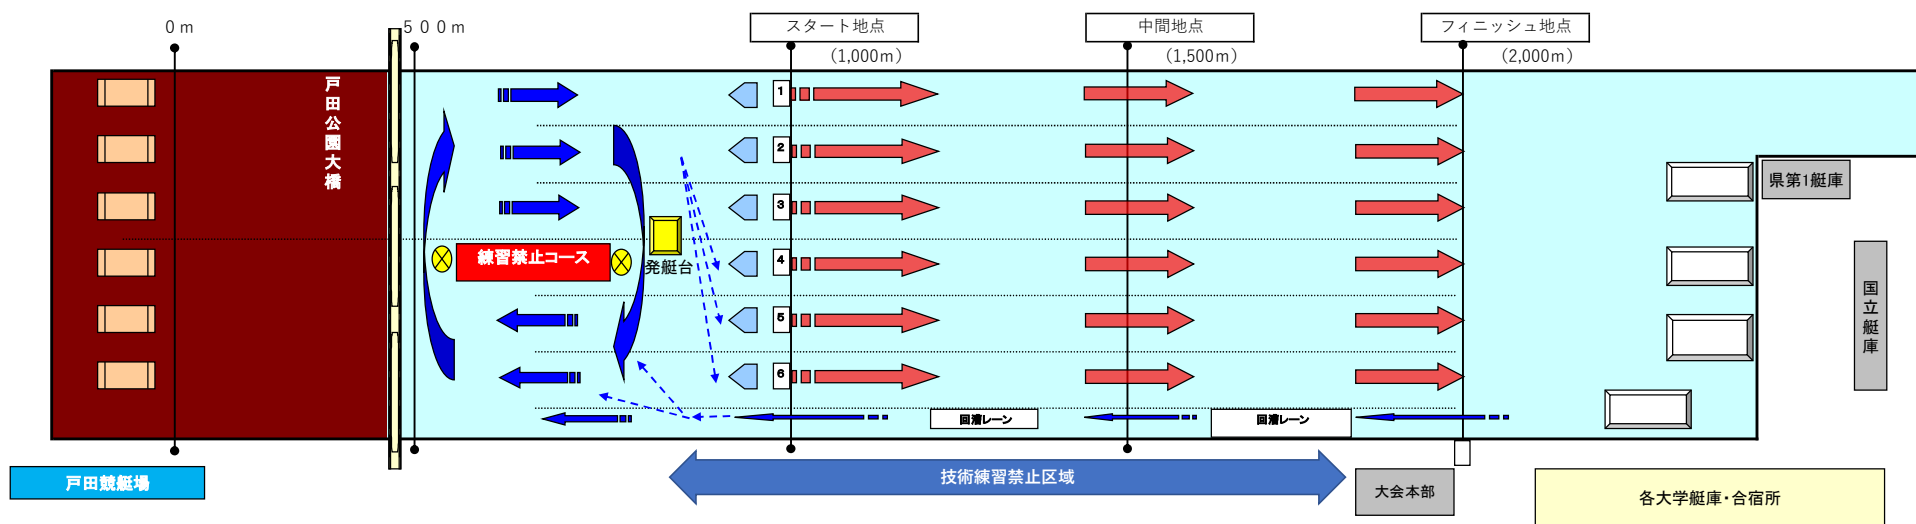 0m
500m
スタート地点
(1,000m)
中間地点
(1,500m)
フィニッシュ地点
(2,000m)
戸田公園大橋
1
2
3
4
5
6
練習禁止コース
発艇台
県第1艇庫
国立艇庫
回漕レーン
回漕レーン
戸田競艇場
技術練習禁止区域
大会本部
各大学艇庫・合宿所